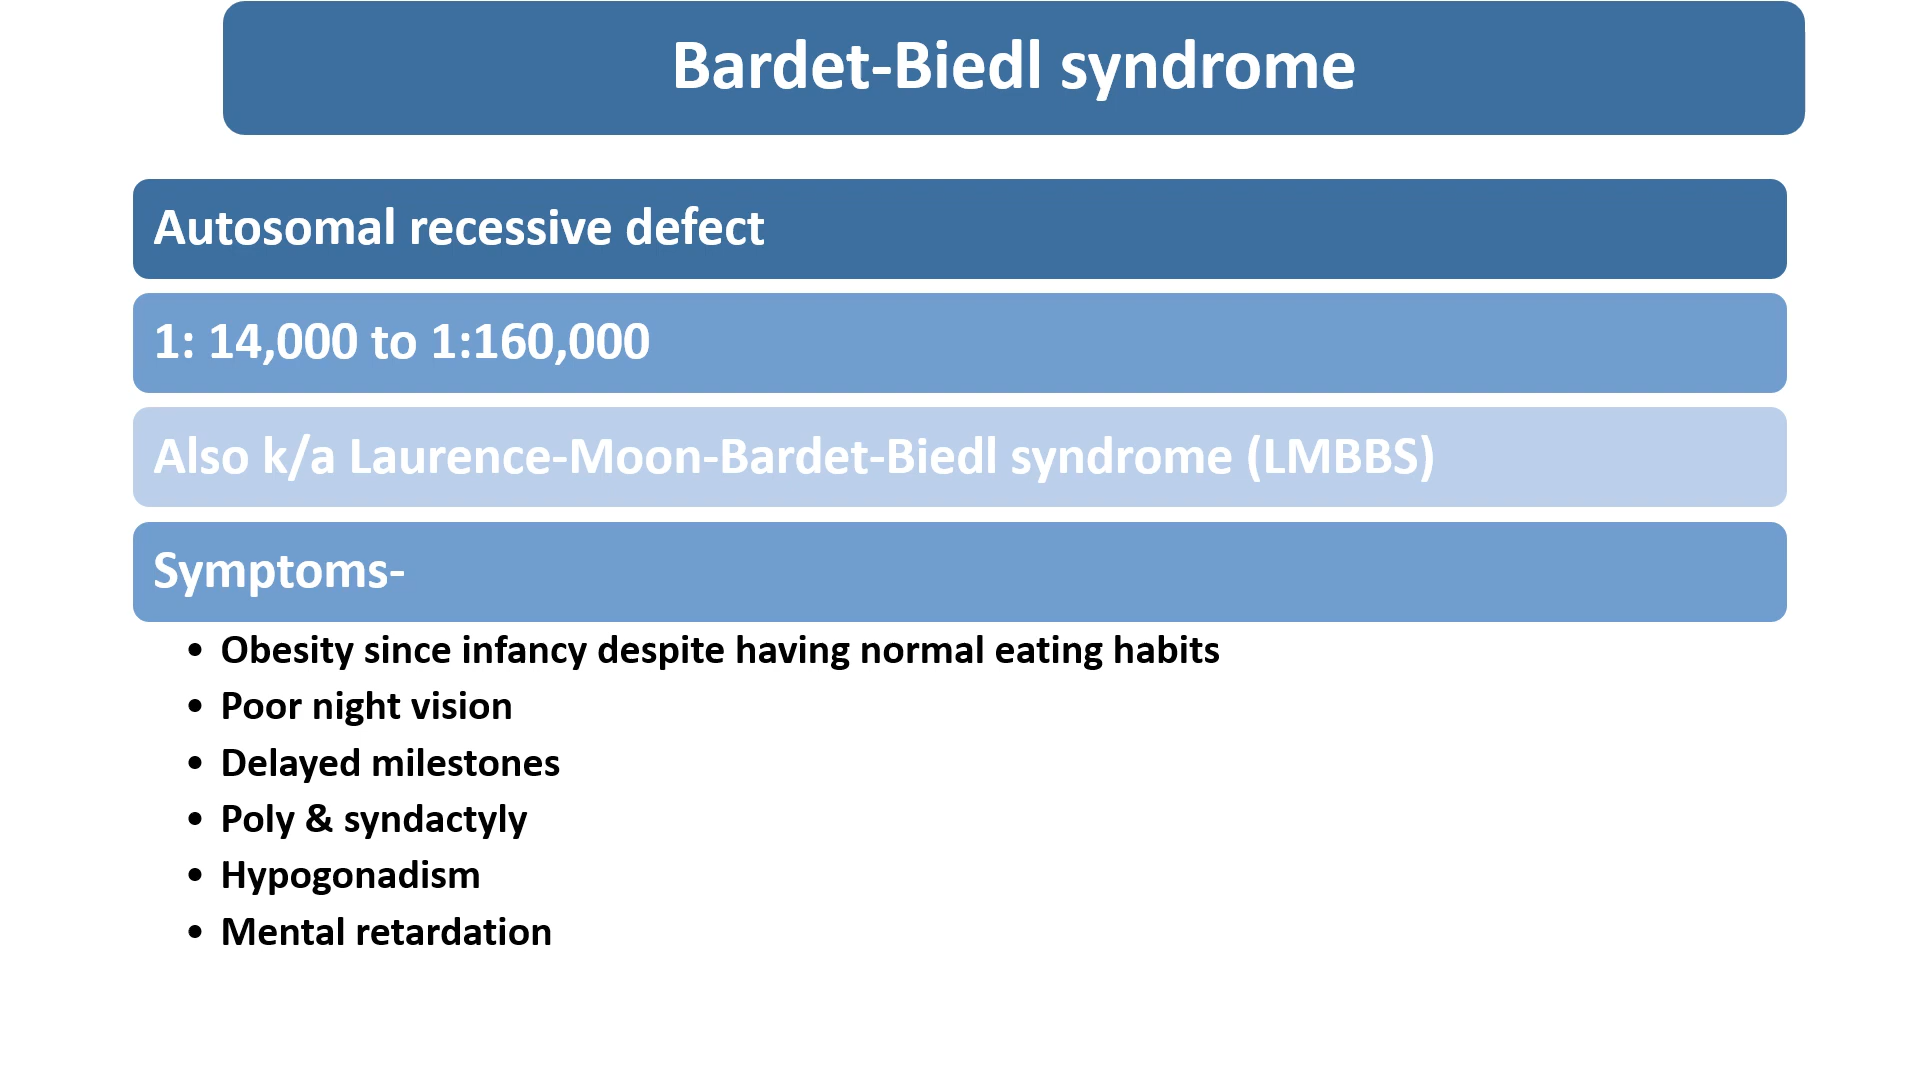 Bardet-Biedl syndrome
Autosomal recessive defect
1: 14,000 to 1:160,000
Also k/a Laurence-Moon-Bardet-Biedl syndrome (LMBBS)
Symptoms-
• Obesity since infancy despite having normal eating habits
• Poor night vision
• Delayed milestones
• Poly & syndactyly
• Hypogonadism
• Mental retardation